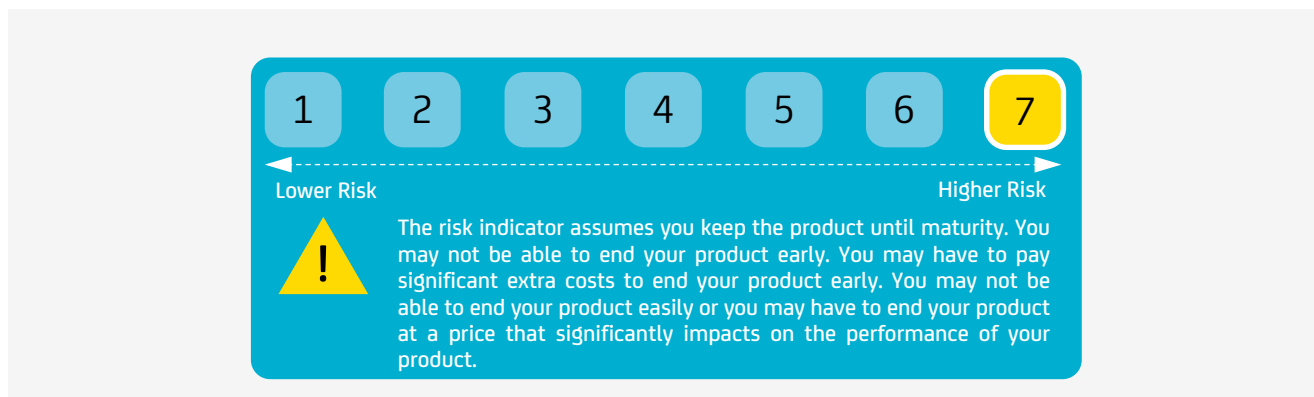 1 2 3 4 5 6 7
Lower Risk Higher Risk
!
The risk indicator assumes you keep the product until maturity. You
may not be able to end your product early. You may have to pay
significant extra costs to end your product early. You may not be
able to end your product easily or you may have to end your product
at a price that significantly impacts on the performance of your
product.